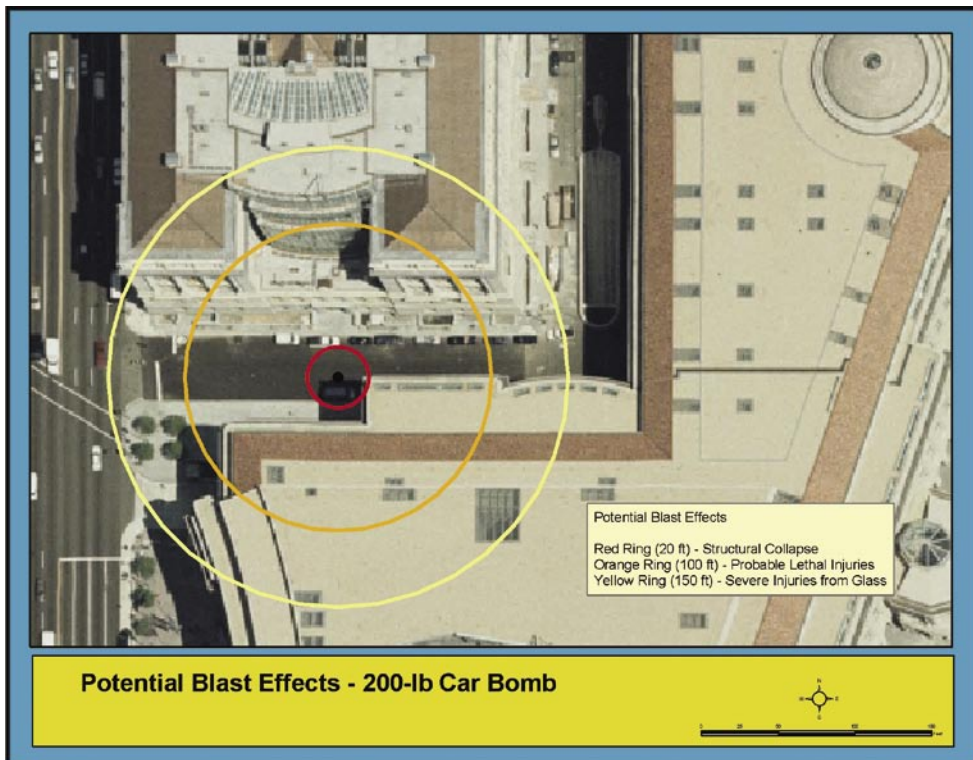 Potential Blast Effects
Red Ring (20 ft) - Structural Collapse
Orange Ring (100 ft) - Probable Lethal Injuries
Yellow Ring (150 ft) - Severe Injuries from Glass
Potential Blast Effects - 200-lb Car Bomb
N
E
S
0